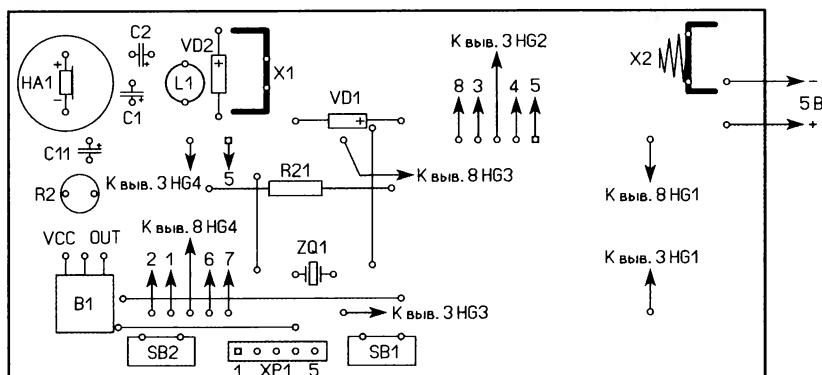 C2
VD2
К выв. 3 HG2
HA1
+
−
L1
X1
X2
+
C1
+
VD1
+
8 3 4 5
−
5 В
+
C11
+
К выв. 3 HG4
5
R21
К выв. 8 HG3
К выв. 8 HG1
R2
К выв. 8 HG4
VCC OUT
2 1 6 7
ZQ1
К выв. 3 HG1
B1
К выв. 3 HG3
SB2
1 XP1 5
SB1